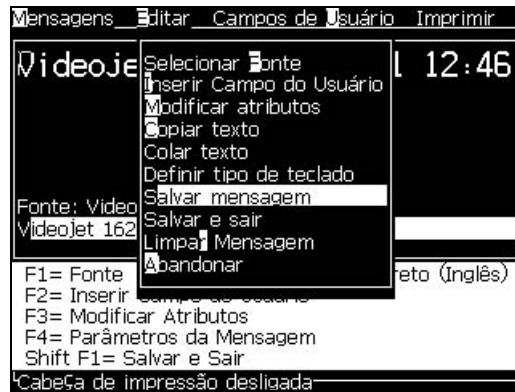 Mensagens Editar Campos de Usuário Imprimir
Videoje l 12:46
Selecionar Fonte
Inserir Campo do Usuário
Modificar atributos
Copiar texto
Colar texto
Definir tipo de teclado
Salvar mensagem
Salvar e sair
Limpar Mensagem
Abandonar
Fonte: Video
Videojet 162
F1= Fonte reto (Inglês)
F2= Inserir
F3= Modificar Atributos
F4= Parâmetros da Mensagem
Shift F1= Salvar e Sair
Cabeça de impressão desligada